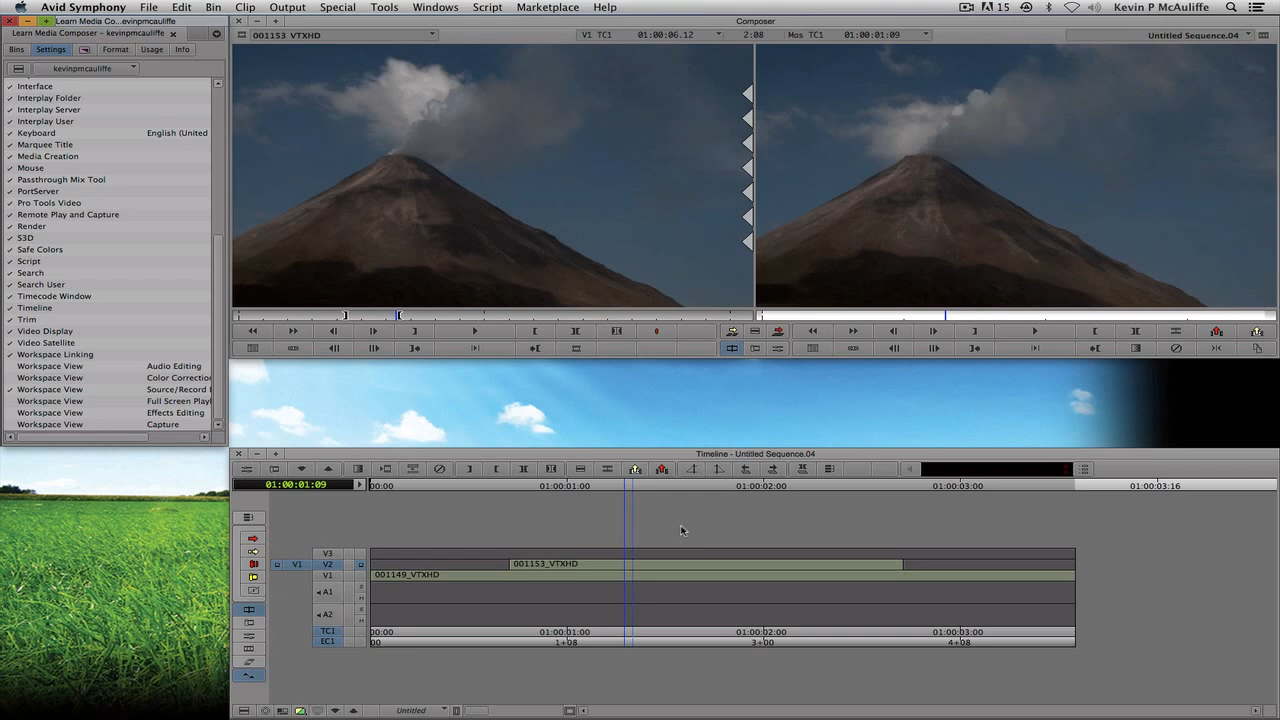 Avid Symphony File Edit Bin Clip Output Special Tools Windows Script Marketplace Help 15 Kevin P McAuliffe
Learn Media Co...evinpmcauliffe
Composer
Learn Media Composer - kevinpmcauliffe
001153_VTXHD V1 TC1 01:00:06.12 2:08 Mas TC1 01:00:01:09 Untitled Sequence.04
Bins Settings Format Usage Info
kevinpmcauliffe
Interface
Interplay Folder
Interplay Server
Interplay User
Keyboard English (United
Marquee Title
Media Creation
Mouse
Passthrough Mix Tool
PortServer
Pro Tools Video
Remote Play and Capture
Render
S3D
Safe Colors
Script
Search
Search User
Timecode Window
Timeline
Trim
Video Display
Video Satellite
Workspace Linking
Workspace View Audio Editing
Workspace View Color Correction
Workspace View Source/Record
Workspace View Full Screen Play
Workspace View Effects Editing
Workspace View Capture
Timeline - Untitled Sequence.04
01:00:01:09 00:00 01:00:01:00 01:00:02:00 01:00:03:00 01:00:03:16
V3
V1 V2 001153_VTXHD
V1 001149_VTXHD
A1 S M
A2 S M
TC1 00:00 01:00:01:00 01:00:02:00 01:00:03:00
EC1 00 1+08 3+00 4+08
Untitled